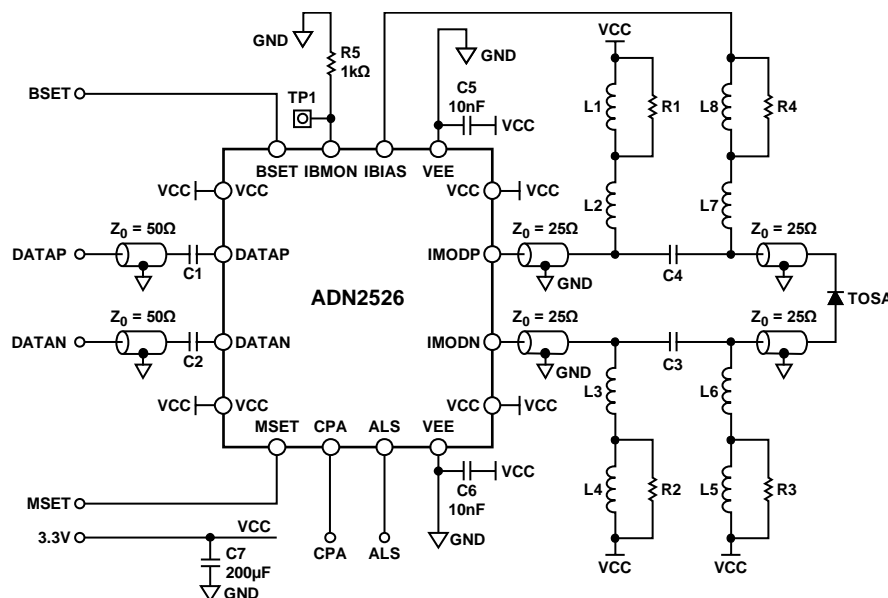 GND
R5
1kΩ
TP1
BSET
C5
10nF
GND
VCC
VCC
L1
R1
L8
R4
BSET
IBMON
IBIAS
VEE
VCC
VCC
VCC
VCC
L2
L7
Z0 = 50Ω
DATAP
C1
DATAP
IMODP
Z0 = 25Ω
GND
C4
Z0 = 25Ω
ADN2526
TOSA
Z0 = 50Ω
DATAN
C2
DATAN
IMODN
Z0 = 25Ω
GND
C3
Z0 = 25Ω
L3
L6
VCC
VCC
VCC
VCC
MSET
CPA
ALS
VEE
C6
10nF
VCC
L4
R2
L5
R3
MSET
3.3V
VCC
C7
200µF
GND
CPA
ALS
GND
VCC
VCC